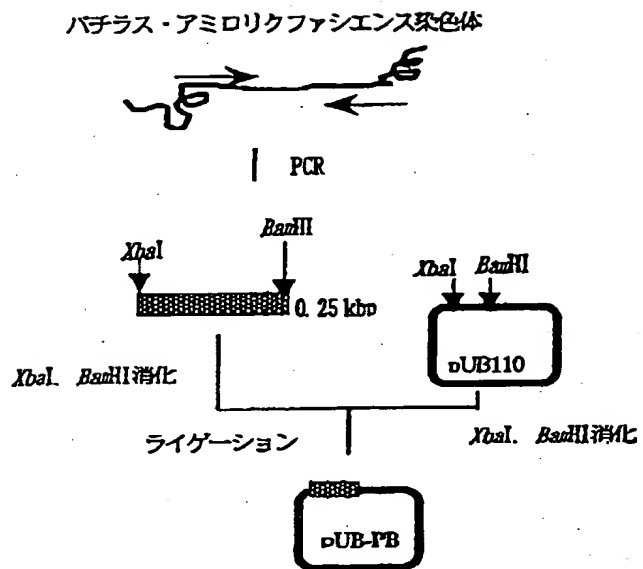 バチラス・アミロリクファシエンス染色体
PCR
XbaI
BamHI
0.25 kbp
XbaI
BamHI
pUB110
XbaI、BamHI消化
ライゲーション
XbaI、BamHI消化
pUB-PB